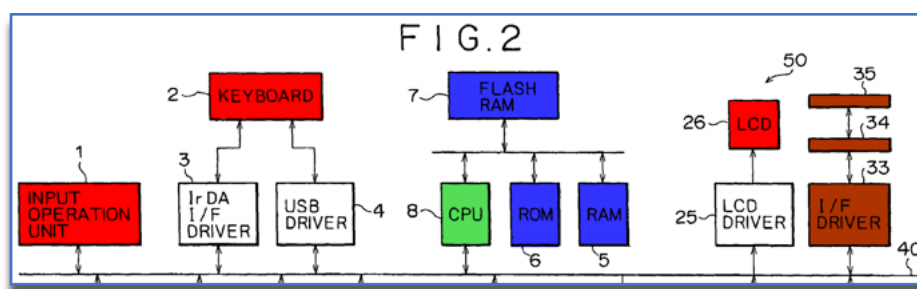 FIG.2
50
35
2
KEYBOARD
7
FLASH
RAM
26
LCD
34
1
3
33
INPUT
OPERATION
UNIT
IrDA
I/F
DRIVER
USB
DRIVER
4
8
CPU
ROM
RAM
25
LCD
DRIVER
I/F
DRIVER
6
5
40